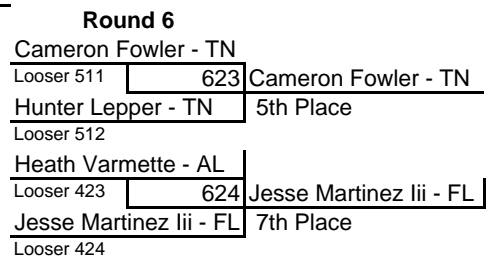 Round 6
Cameron Fowler - TN
Looser 511
623 Cameron Fowler - TN
Hunter Lepper - TN
5th Place
Looser 512
Heath Varmette - AL
Looser 423
624 Jesse Martinez Iii - FL
Jesse Martinez Iii - FL
7th Place
Looser 424